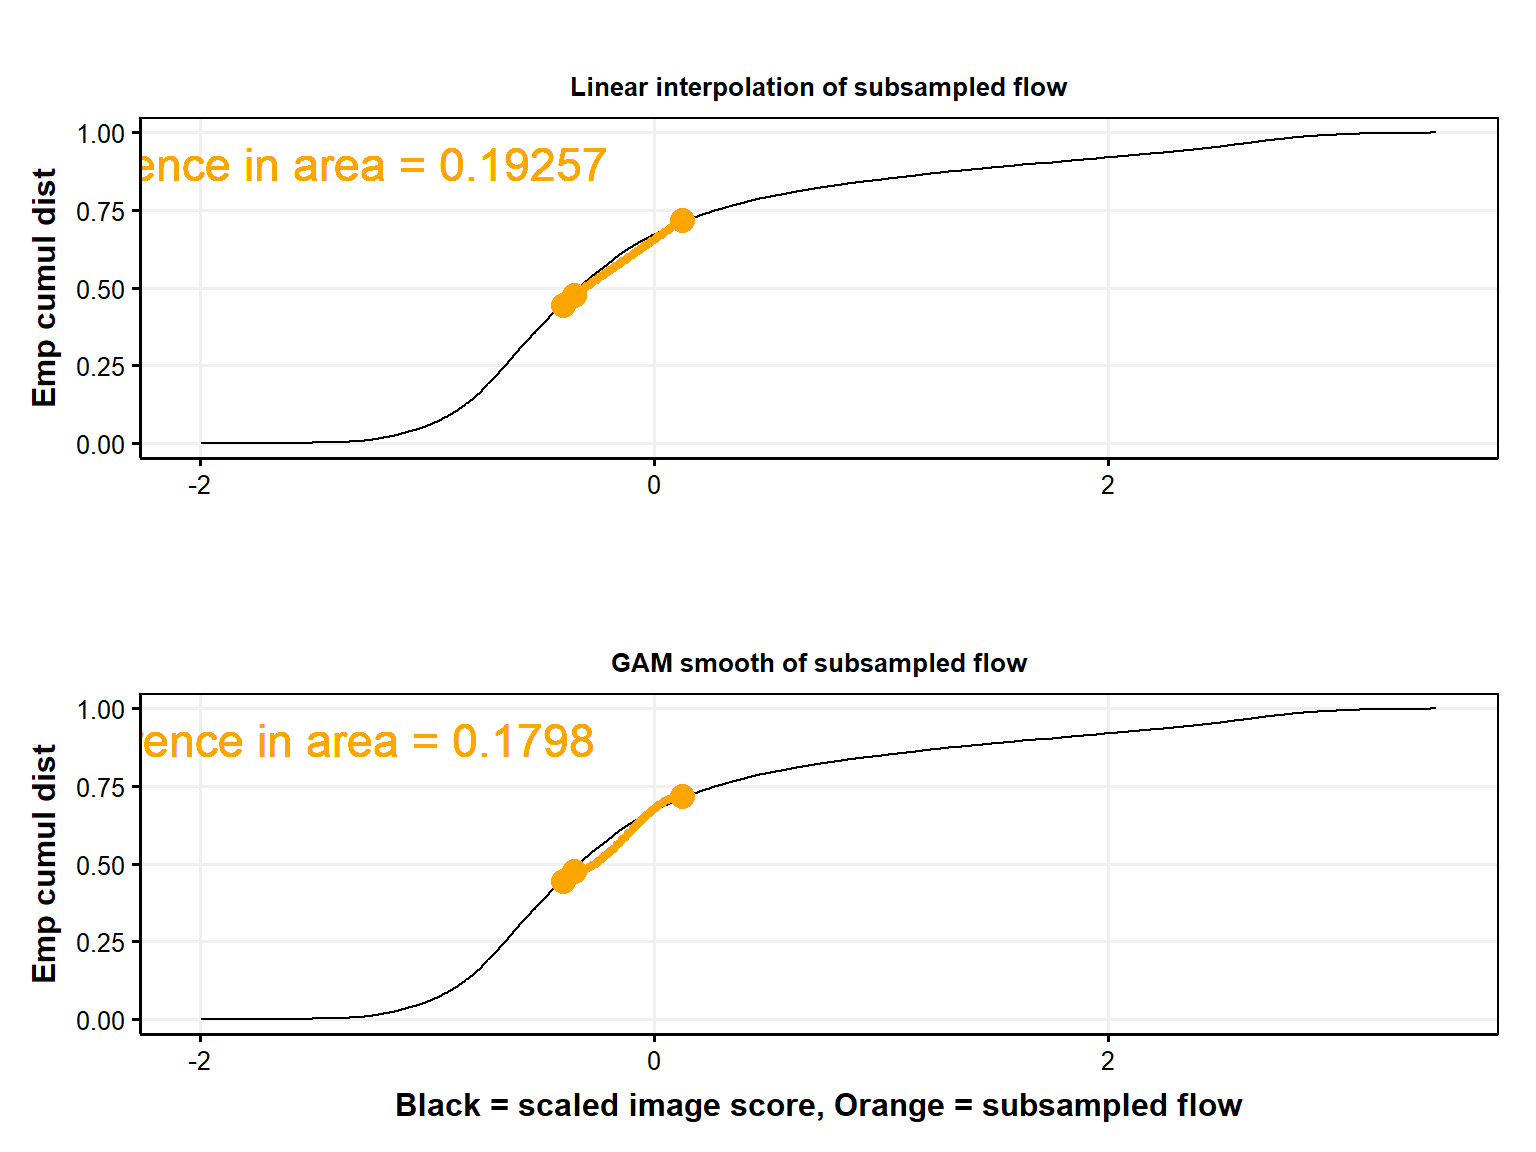 Linear interpolation of subsampled flow
Emp cumul dist
1.00
0.75
0.50
0.25
0.00
ence in area = 0.19257
-2
0
2
GAM smooth of subsampled flow
Emp cumul dist
1.00
0.75
0.50
0.25
0.00
rence in area = 0.1798
-2
0
2
Black = scaled image score, Orange = subsampled flow